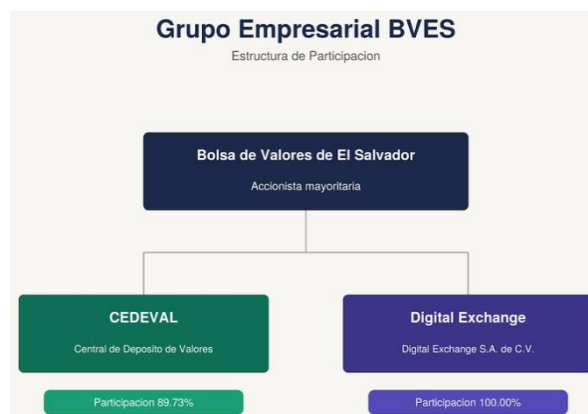 Grupo Empresarial BVES
Estructura de Participacion
Bolsa de Valores de El Salvador
Accionista mayoritaria
CEDEVAL
Central de Deposito de Valores
Participacion 89.73%
Digital Exchange
Digital Exchange S.A. de C.V.
Participacion 100.00%